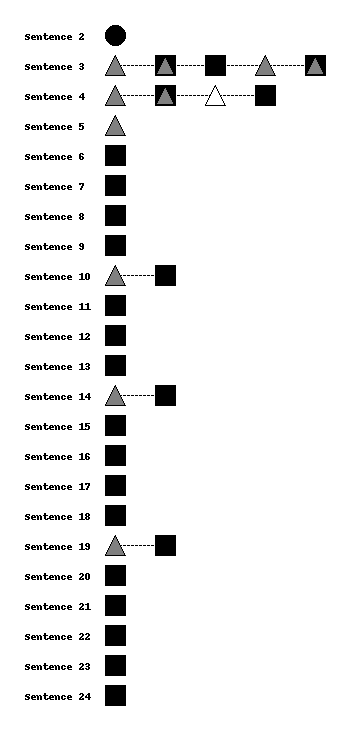 Sentence 2
Sentence 3
Sentence 4
Sentence 5
Sentence 6
Sentence 7
Sentence 8
Sentence 9
Sentence 10
Sentence 11
Sentence 12
Sentence 13
Sentence 14
Sentence 15
Sentence 16
Sentence 17
Sentence 18
Sentence 19
Sentence 20
Sentence 21
Sentence 22
Sentence 23
Sentence 24